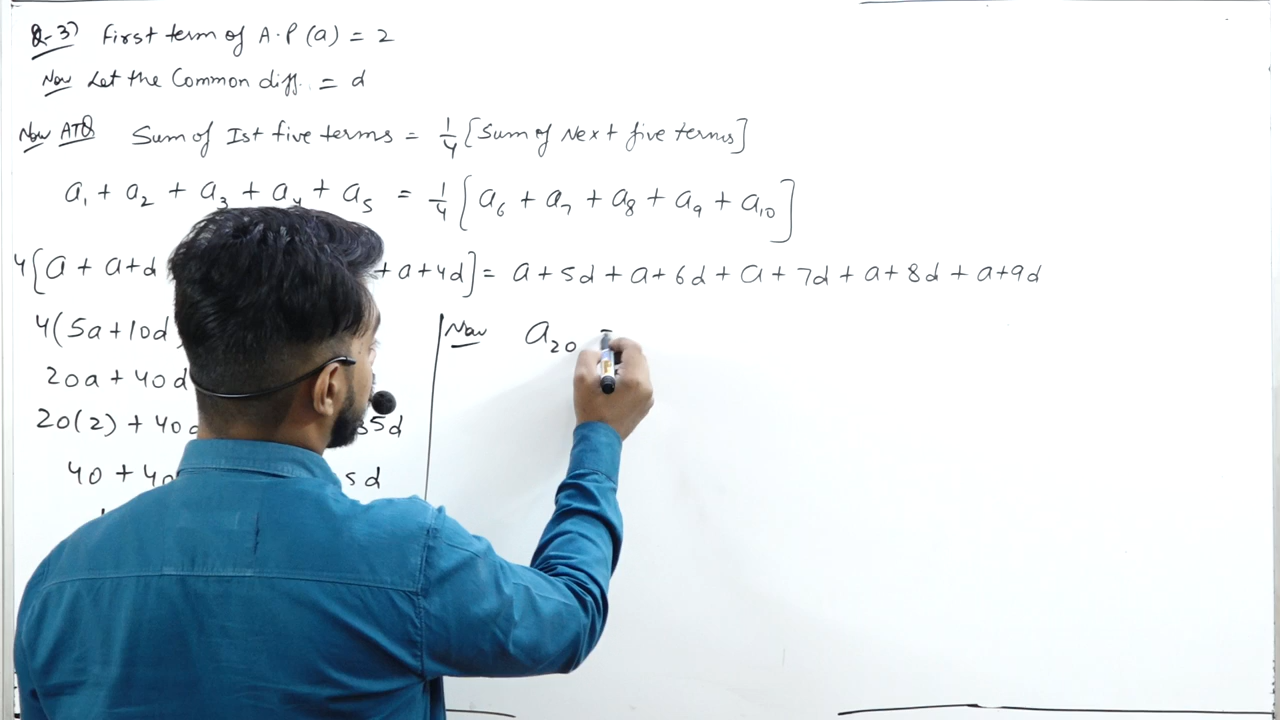 Q-3) First term of A.P (a) = 2
Now Let the Common diff. = d
Now ATQ Sum of Ist five terms = 1/4 [Sum of Next five terms]
a₁ + a₂ + a₃ + a₄ + a₅ = 1/4 [a₆ + a₇ + a₈ + a₉ + a₁₀]
4[a + a+d + a+4d] = a + 5d + a + 6d + a + 7d + a + 8d + a+9d
4(5a+10d
20a + 40d
20(2) + 40d 35d
40 + 40 5d
Now a₂₀ =